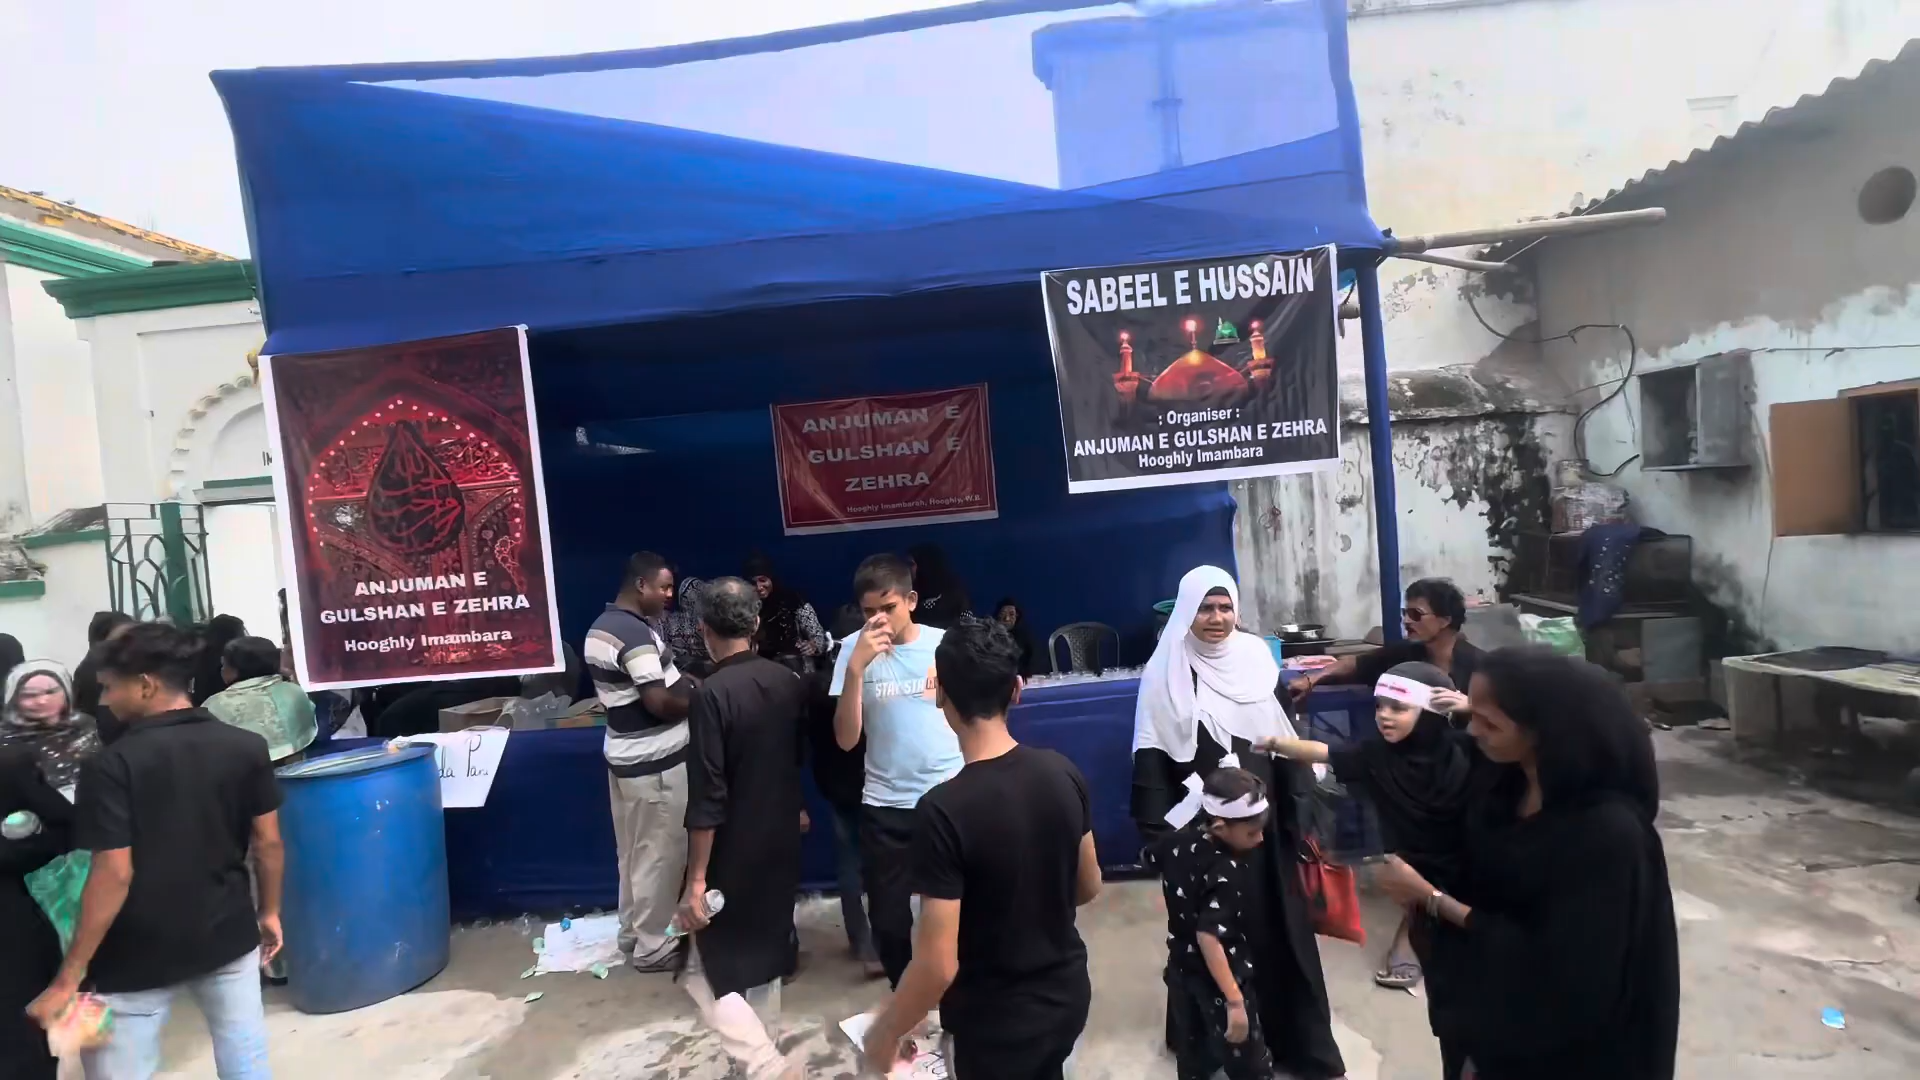 ANJUMAN E
GULSHAN E ZEHRA
Hooghly Imambara
ANJUMAN E
GULSHAN E
ZEHRA
Hooghly Imambarah, Hooghly, W.B.
SABEEL E HUSSAIN
: Organiser :
ANJUMAN E GULSHAN E ZEHRA
Hooghly Imambara
STAY